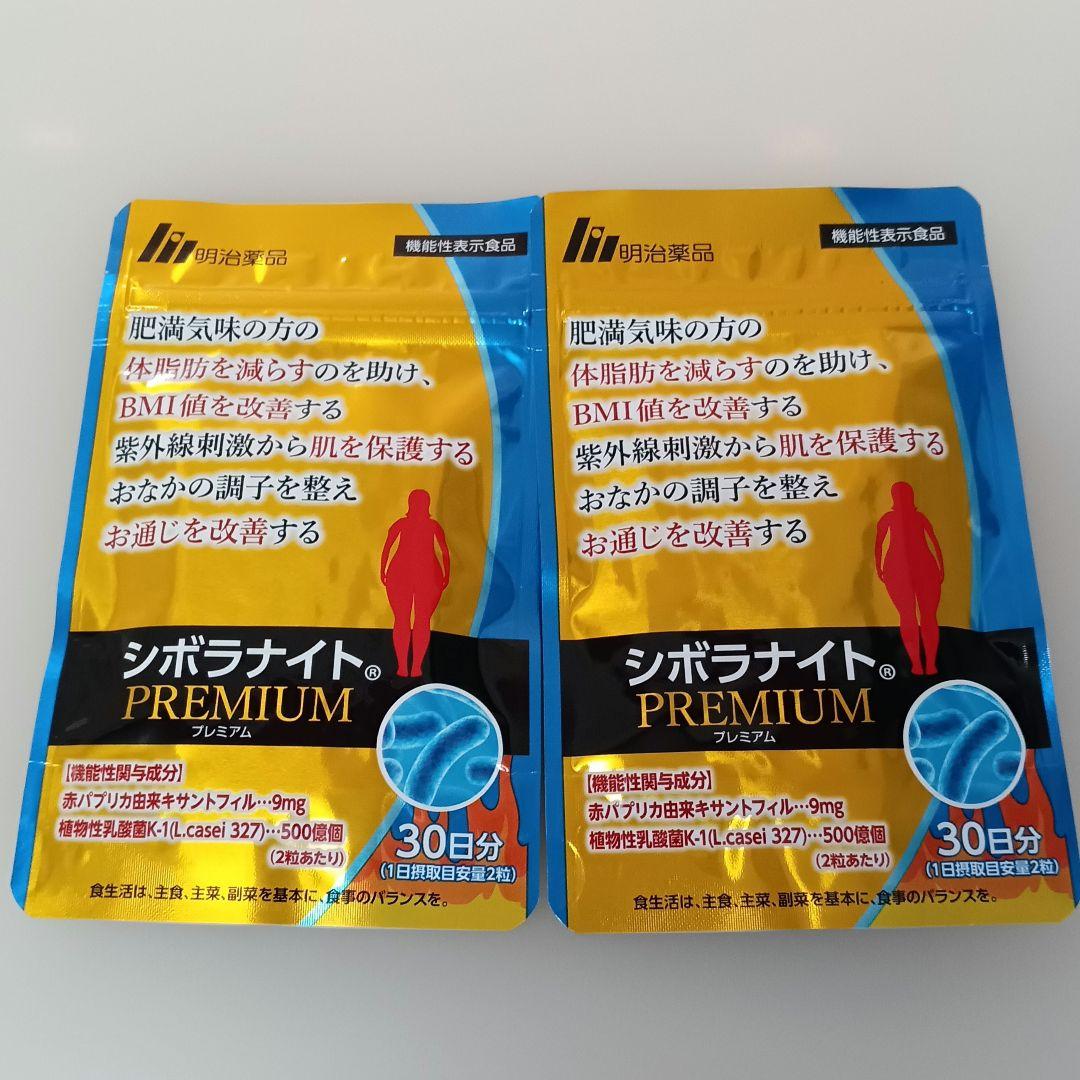 明治薬品
機能性表示食品
肥満気味の方の
体脂肪を減らすのを助け、
BMI値を改善する
紫外線刺激から肌を保護する
おなかの調子を整え
お通じを改善する
シボラナイト®
PREMIUM
プレミアム
【機能性関与成分】
赤パプリカ由来キサントフィル…9mg
植物性乳酸菌K-1(L.casei 327)…500億個
(2粒あたり)
30日分
(1日摂取目安量2粒)
食生活は、主食、主菜、副菜を基本に、食事のバランスを。
明治薬品
機能性表示食品
肥満気味の方の
体脂肪を減らすのを助け、
BMI値を改善する
紫外線刺激から肌を保護する
おなかの調子を整え
お通じを改善する
シボラナイト®
PREMIUM
プレミアム
【機能性関与成分】
赤パプリカ由来キサントフィル…9mg
植物性乳酸菌K-1(L.casei 327)…500億個
(2粒あたり)
30日分
(1日摂取目安量2粒)
食生活は、主食、主菜、副菜を基本に、食事のバランスを。